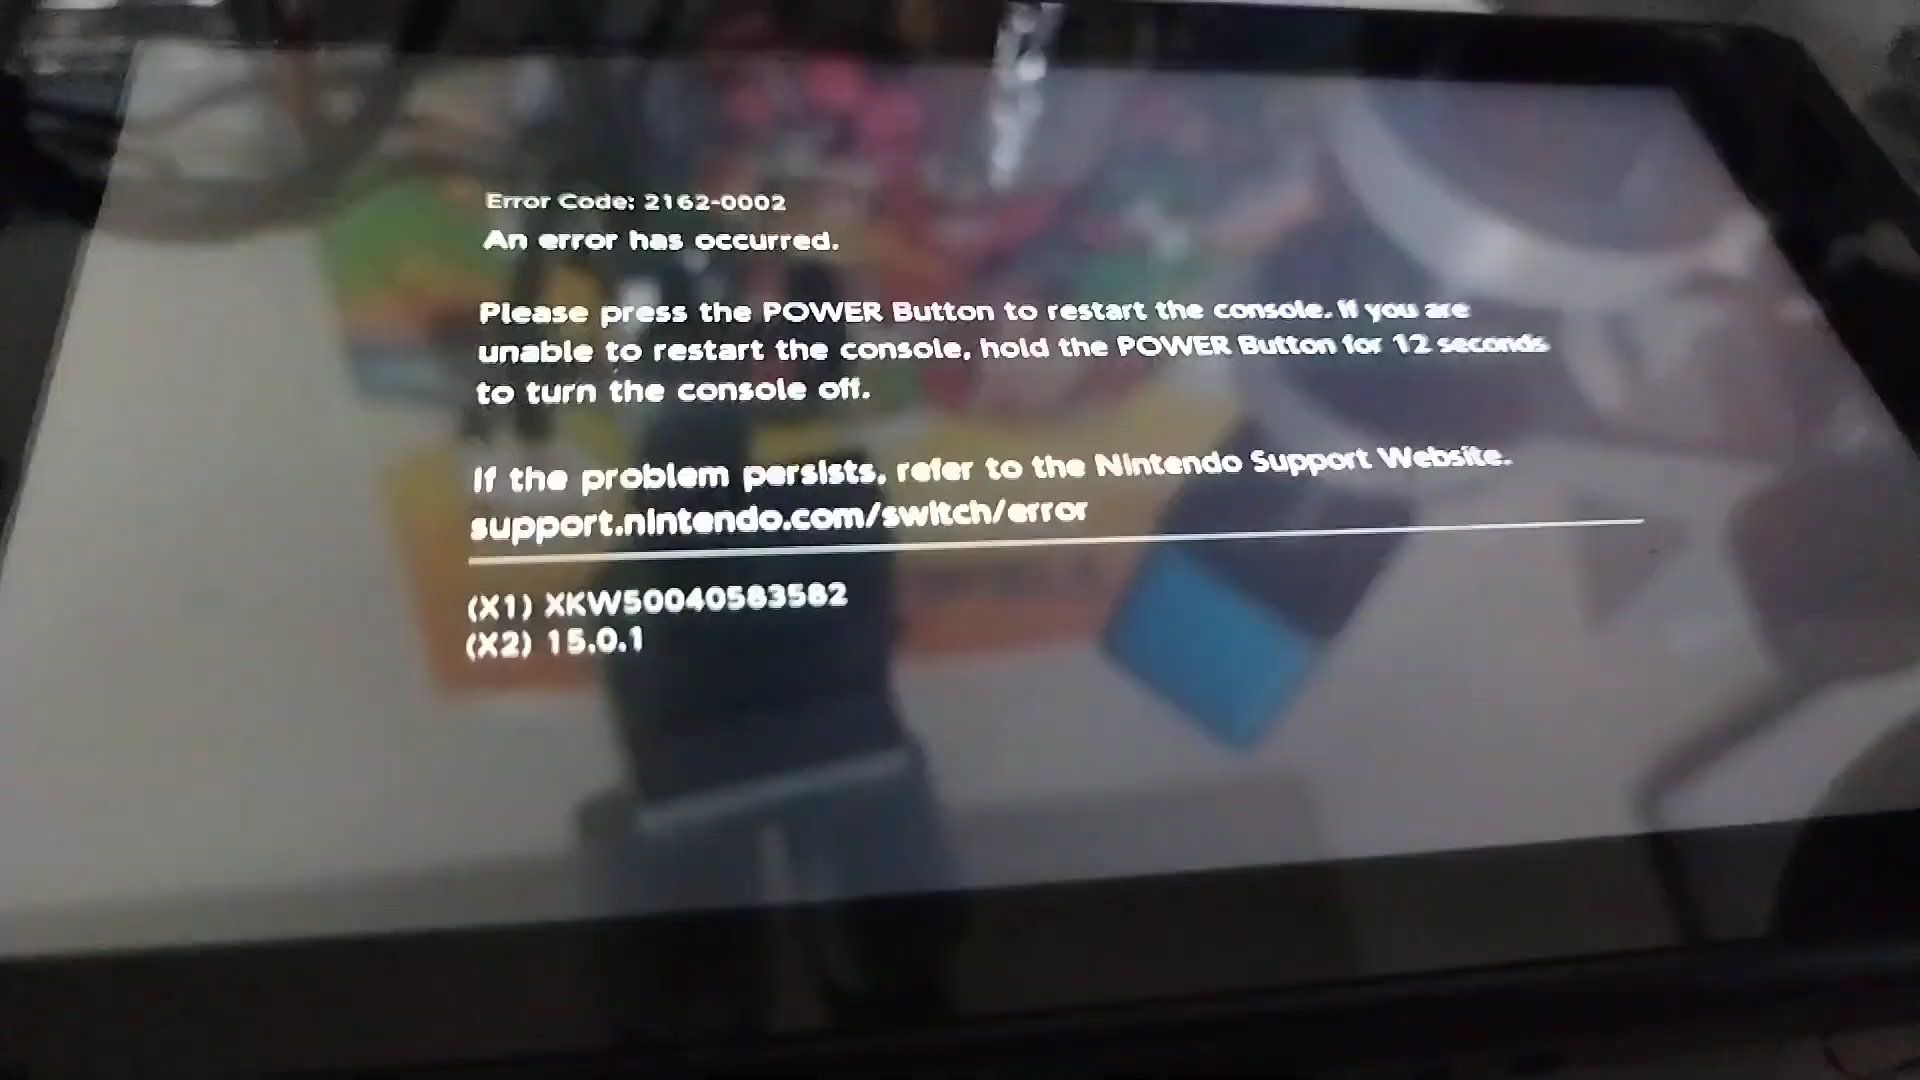 Error Code: 2162-0002
An error has occurred.
Please press the POWER Button to restart the console. If you are
unable to restart the console, hold the POWER Button for 12 seconds
to turn the console off.
If the problem persists, refer to the Nintendo Support Website.
support.nintendo.com/switch/error
(X1) XKW50040583582
(X2) 15.0.1